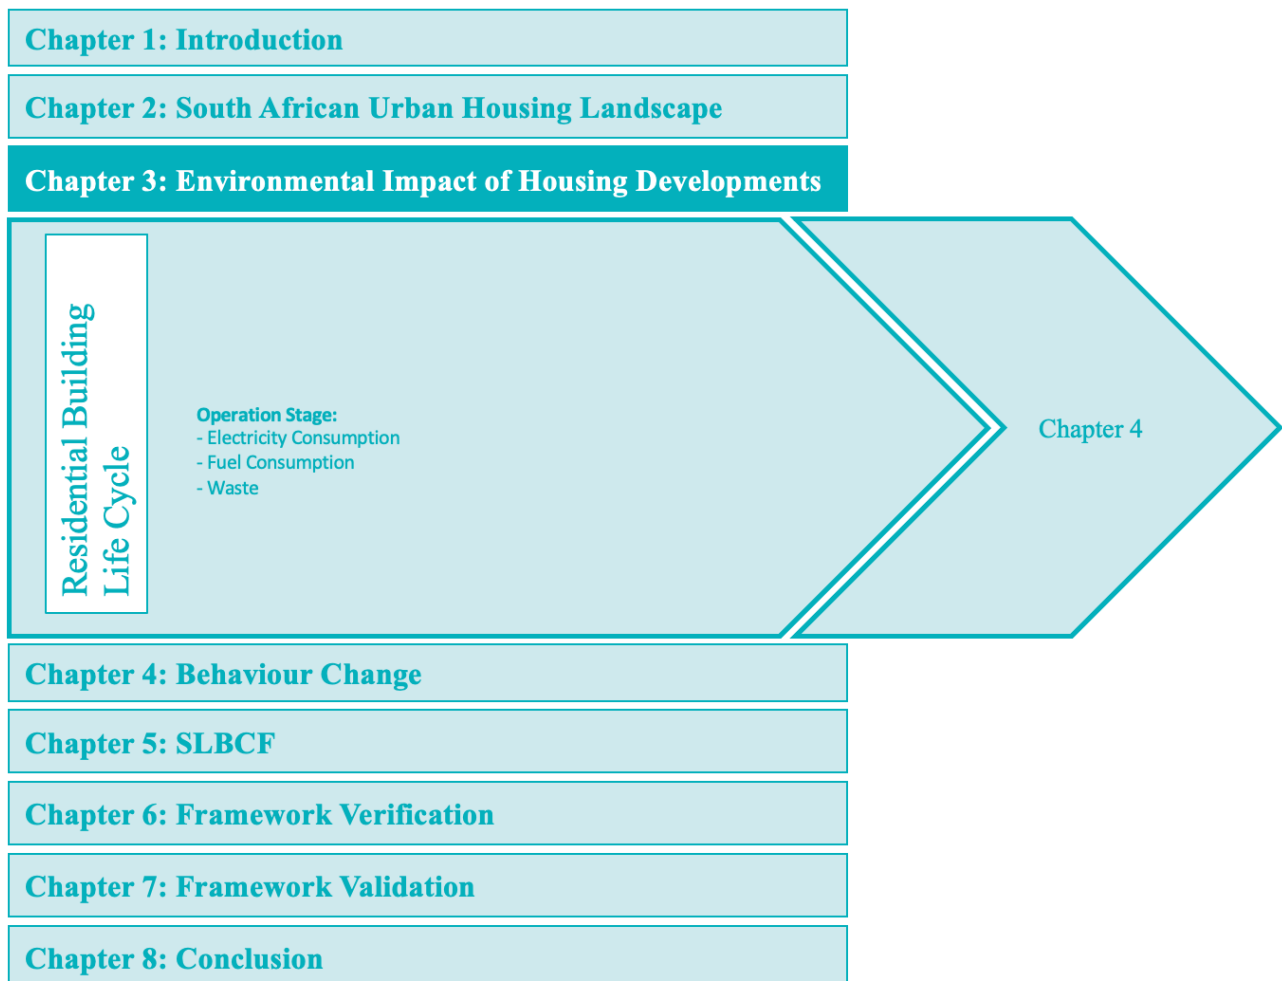 Chapter 1: Introduction
Chapter 2: South African Urban Housing Landscape
Chapter 3: Environmental Impact of Housing Developments
Residential Building
Life Cycle
Operation Stage:
- Electricity Consumption
- Fuel Consumption
- Waste
Chapter 4
Chapter 4: Behaviour Change
Chapter 5: SLBCF
Chapter 6: Framework Verification
Chapter 7: Framework Validation
Chapter 8: Conclusion